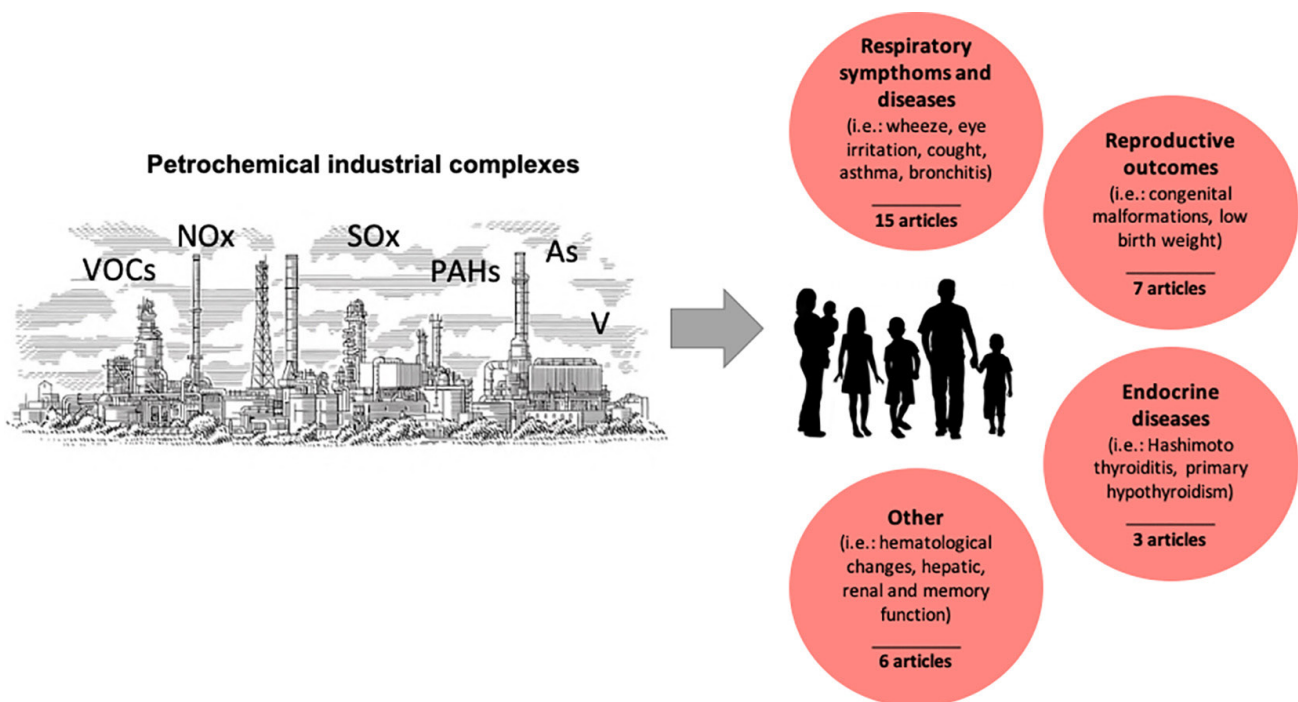 Petrochemical industrial complexes
NOx
SOx
VOCs
PAHs
As
V
Respiratory
sympthoms and
diseases
(i.e.: wheeze, eye
irritation, cought,
asthma, bronchitis)
15 articles
Reproductive
outcomes
(i.e.: congenital
malformations, low
birth weight)
7 articles
Endocrine
diseases
(i.e.: Hashimoto
thyroiditis, primary
hypothyroidism)
3 articles
Other
(i.e.: hematological
changes, hepatic,
renal and memory
function)
6 articles